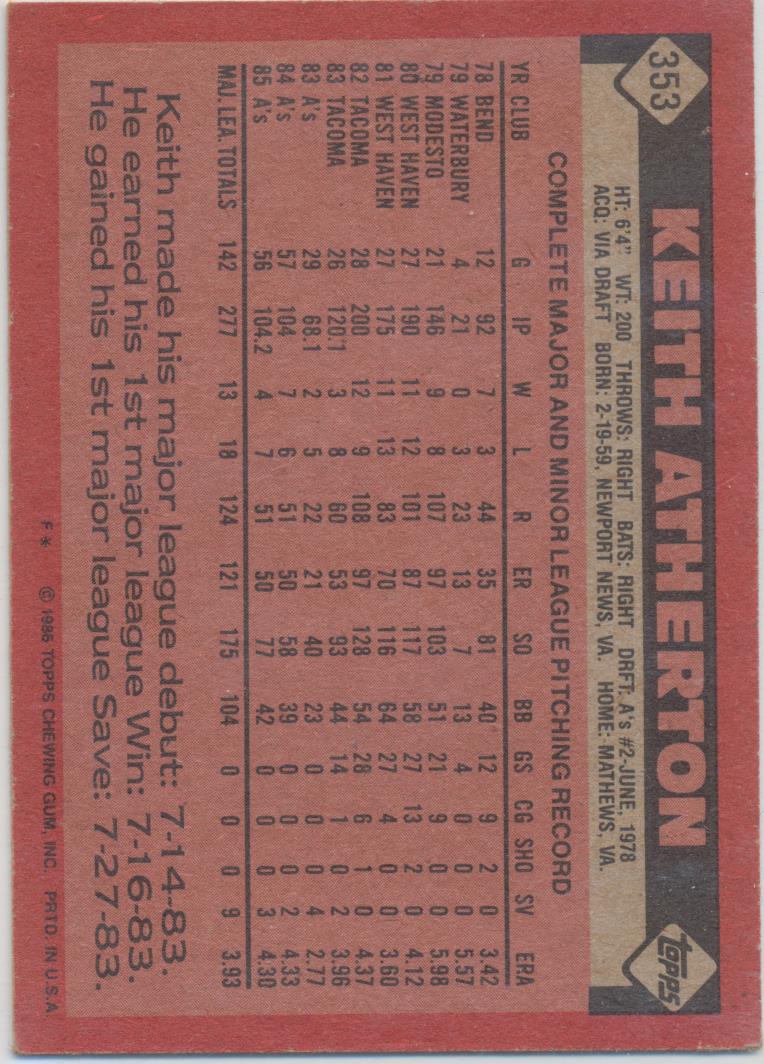 353
KEITH ATHERTON
TOPPS
HT: 6'4" WT: 200 THROWS: RIGHT BATS: RIGHT DRFT: A's #2-JUNE, 1978
ACQ: VIA DRAFT BORN: 2-19-59, NEWPORT NEWS, VA. HOME: MATHEWS, VA.
COMPLETE MAJOR AND MINOR LEAGUE PITCHING RECORD
YR CLUB G IP W L R ER SO BB GS CG SHO SV ERA
78 BEND 12 92 7 3 44 35 81 40 12 9 2 0 3.42
79 WATERBURY 4 21 0 3 23 13 7 13 4 0 0 0 5.57
79 MODESTO 21 146 9 8 107 97 103 51 21 9 0 0 5.98
80 WEST HAVEN 27 190 11 12 101 87 117 58 27 13 2 0 4.12
81 WEST HAVEN 27 175 11 13 83 70 116 64 27 4 0 0 3.60
82 TACOMA 28 200 12 9 108 97 128 54 28 6 1 0 4.37
83 TACOMA 26 120.1 3 8 60 53 93 44 14 1 0 2 3.96
83 A's 29 68.1 2 5 22 21 40 23 0 0 0 4 2.77
84 A's 57 104 7 6 51 50 58 39 0 0 0 2 4.33
85 A's 56 104.2 4 7 51 50 77 42 0 0 0 3 4.30
MAJ. LEA. TOTALS 142 277 13 18 124 121 175 104 0 0 0 9 3.93
Keith made his major league debut: 7-14-83.
He earned his 1st major league Win: 7-16-83.
He gained his 1st major league Save: 7-27-83.
F * © 1986 TOPPS CHEWING GUM, INC. PRTD. IN U.S.A.